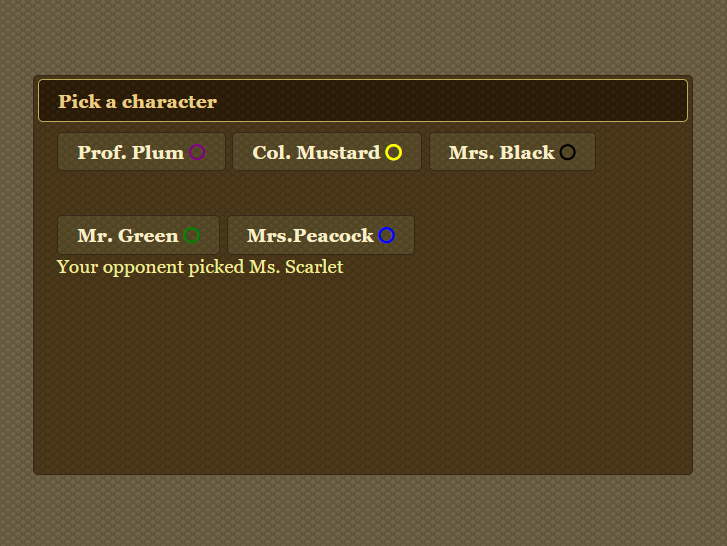 Pick a character
Prof. Plum Col. Mustard Mrs. Black
Mr. Green Mrs.Peacock
Your opponent picked Ms. Scarlet